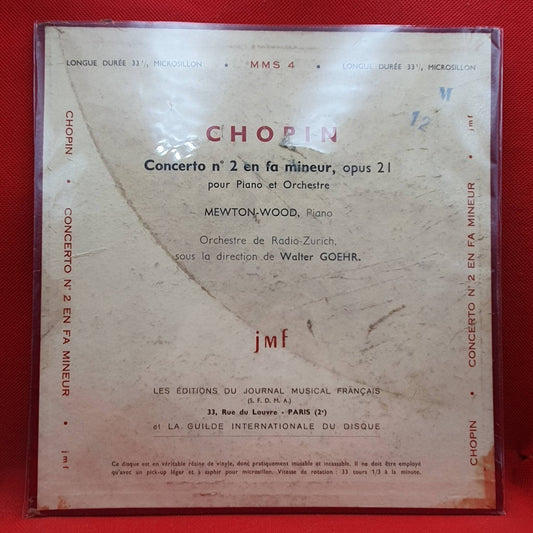 LONGUE DURÉE 33 1/3 MICROSILLON • MMS 4 • LONGUE DURÉE 33 1/3 MICROSILLON
M
12
CHOPIN
Concerto n° 2 en fa mineur, opus 21
pour Piano et Orchestre
MEWTON-WOOD, Piano
Orchestre de Radio-Zurich,
sous la direction de Walter GOEHR.
jmf
LES ÉDITIONS DU JOURNAL MUSICAL FRANÇAIS
(S. F. D. H. A.)
33, Rue du Louvre - PARIS (2e)
et LA GUILDE INTERNATIONALE DU DISQUE
Ce disque est en véritable résine de vinyle, donc pratiquement inusable et incassable. Il ne doit être employé
qu'avec un pick-up léger et à saphir pour microsillon. Vitesse de rotation : 33 tours 1/3 à la minute.
CHOPIN • CONCERTO N° 2 EN FA MINEUR • jmf
CHOPIN • CONCERTO N° 2 EN FA MINEUR • jmf